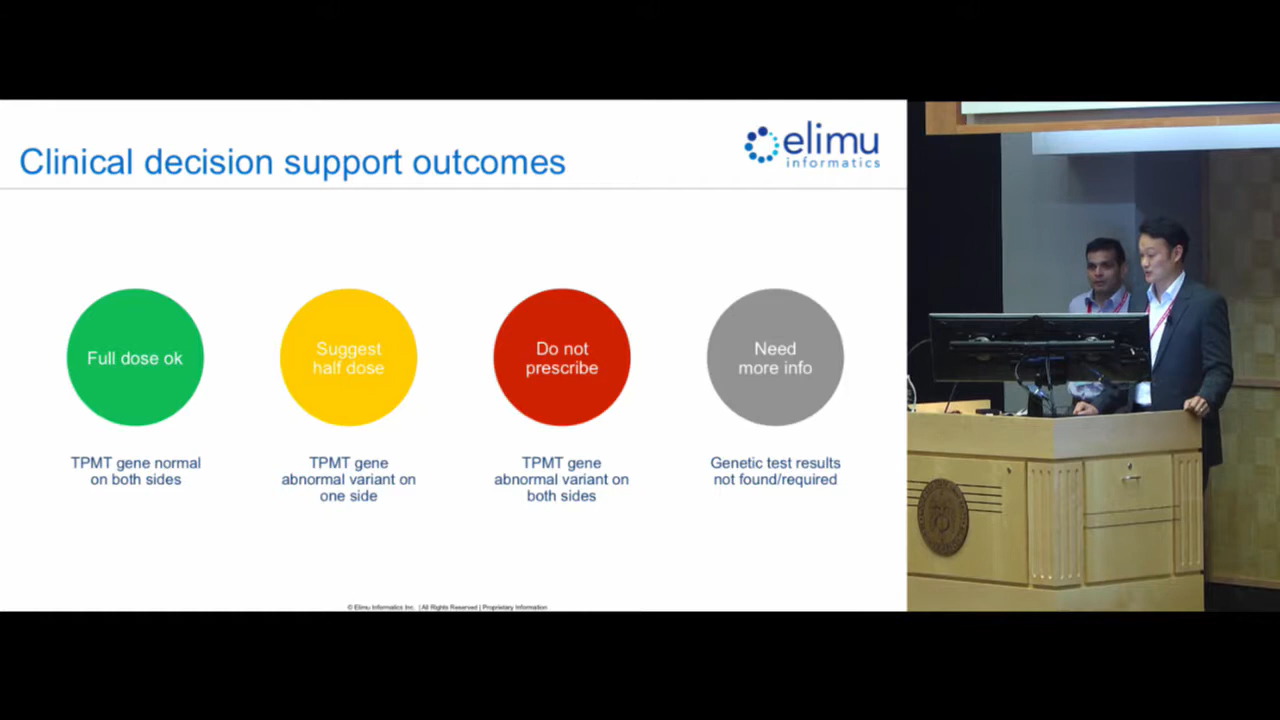 Clinical decision support outcomes
elimu
informatics
Full dose ok
Suggest
half dose
Do not
prescribe
Need
more info
TPMT gene normal
on both sides
TPMT gene
abnormal variant on
one side
TPMT gene
abnormal variant on
both sides
Genetic test results
not found/required
© Elimu Informatics Inc. | All Rights Reserved | Proprietary Information